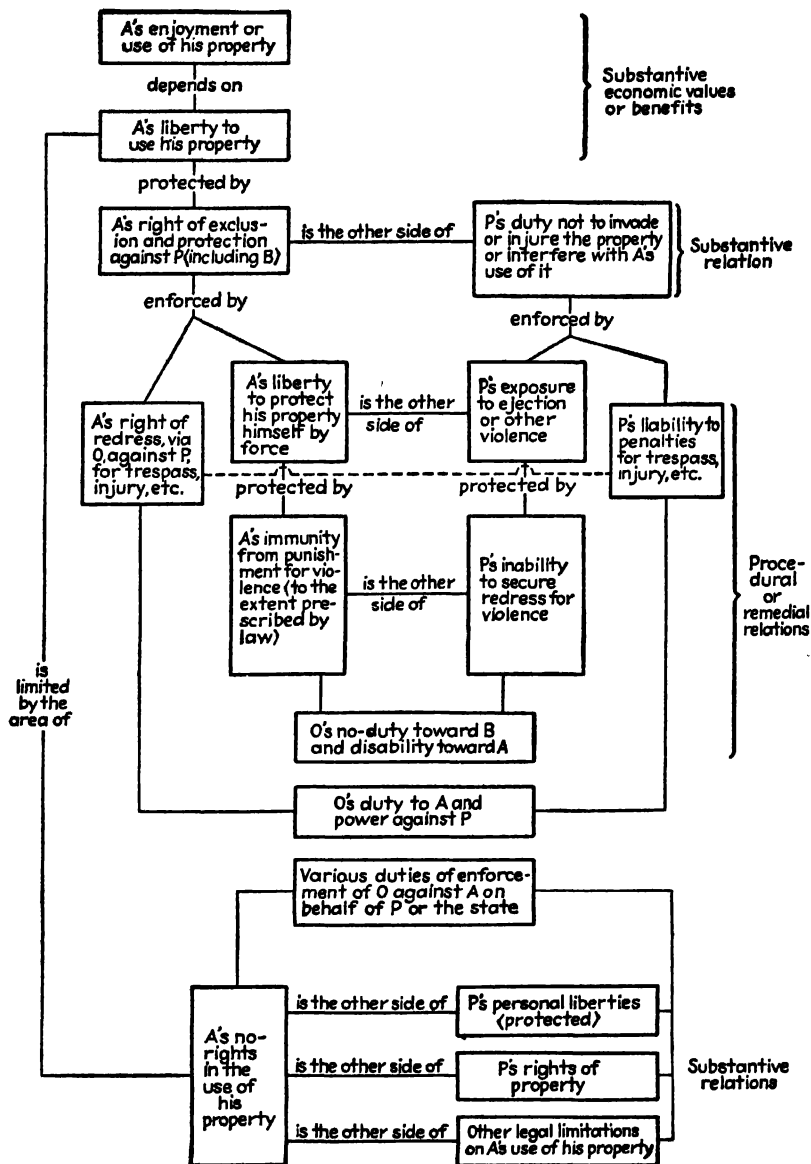 A's enjoyment or
use of his property
depends on
Substantive
economic values
or benefits
A's liberty to
use his property
protected by
A's right of exclus-
ion and protection
against P (including B)
is the other side of
P's duty not to invade
or injure the property
or interfere with A's
use of it
Substantive
relation
enforced by
enforced by
A's right of
redress, via
O, against P,
for trespass,
injury, etc.
A's liberty
to protect
his property
himself by
force
is the other
side of
P's exposure
to ejection
or other
violence
P's liability to
penalties
for trespass,
injury, etc.
protected by
protected by
A's immunity
from punish-
ment for vio-
lence (to the
extent pre-
scribed by
law)
is the other
side of
P's inability
to secure
redress for
violence
Proce-
dural
or
remedial
relations
is
limited
by the
area of
O's no-duty toward B
and disability toward A
O's duty to A and
power against P
Various duties of enforce-
ment of O against A on
behalf of P or the state
A's no-
rights
in the
use of
his
property
is the other side of
P's personal liberties
(protected)
is the other side of
P's rights of
property
is the other side of
Other legal limitations
on A's use of his property
Substantive
relations